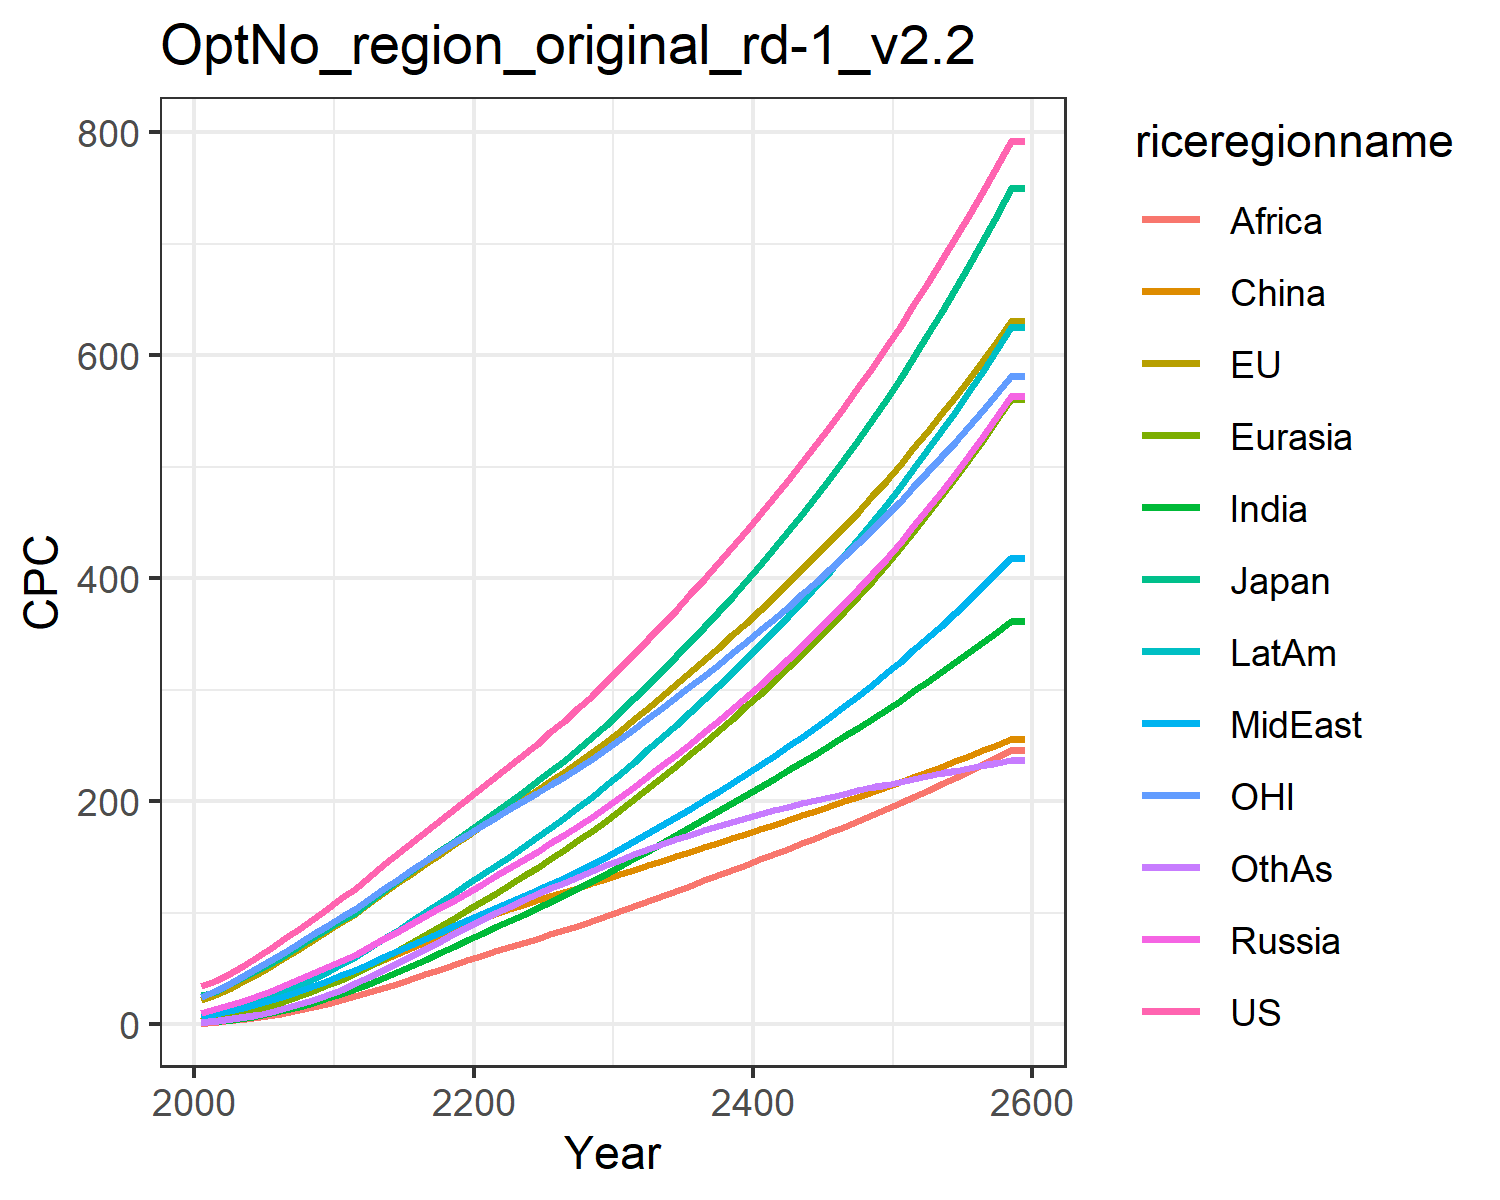 OptNo_region_original_rd-1_v2.2
800
600
400
200
0
CPC
2000 2200 2400 2600
Year
riceregionname
Africa
China
EU
Eurasia
India
Japan
LatAm
MidEast
OHI
OthAs
Russia
US